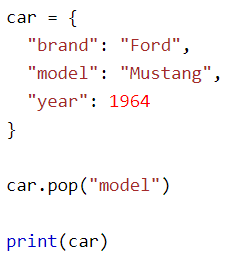 car = {
  "brand": "Ford",
  "model": "Mustang",
  "year": 1964
}

car.pop("model")

print(car)